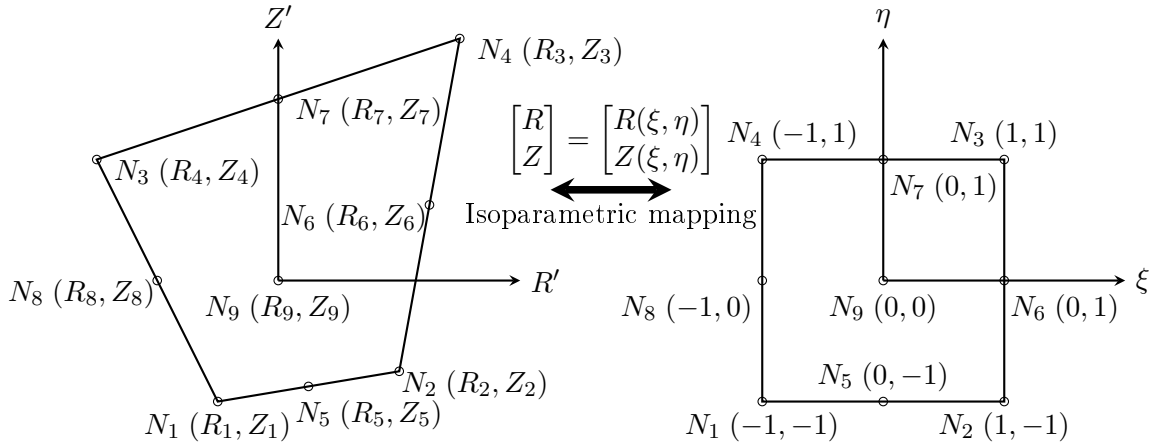 Z′
η
N₄ (R₃, Z₃)
N₇ (R₇, Z₇)
[R Z] = [R(ξ, η) Z(ξ, η)]
N₄ (−1, 1)
N₃ (1, 1)
N₃ (R₄, Z₄)
N₇ (0, 1)
N₆ (R₆, Z₆)
Isoparametric mapping
R′
ξ
N₈ (R₈, Z₈)
N₉ (R₉, Z₉)
N₈ (−1, 0)
N₉ (0, 0)
N₆ (0, 1)
N₂ (R₂, Z₂)
N₅ (0, −1)
N₁ (R₁, Z₁)
N₅ (R₅, Z₅)
N₁ (−1, −1)
N₂ (1, −1)